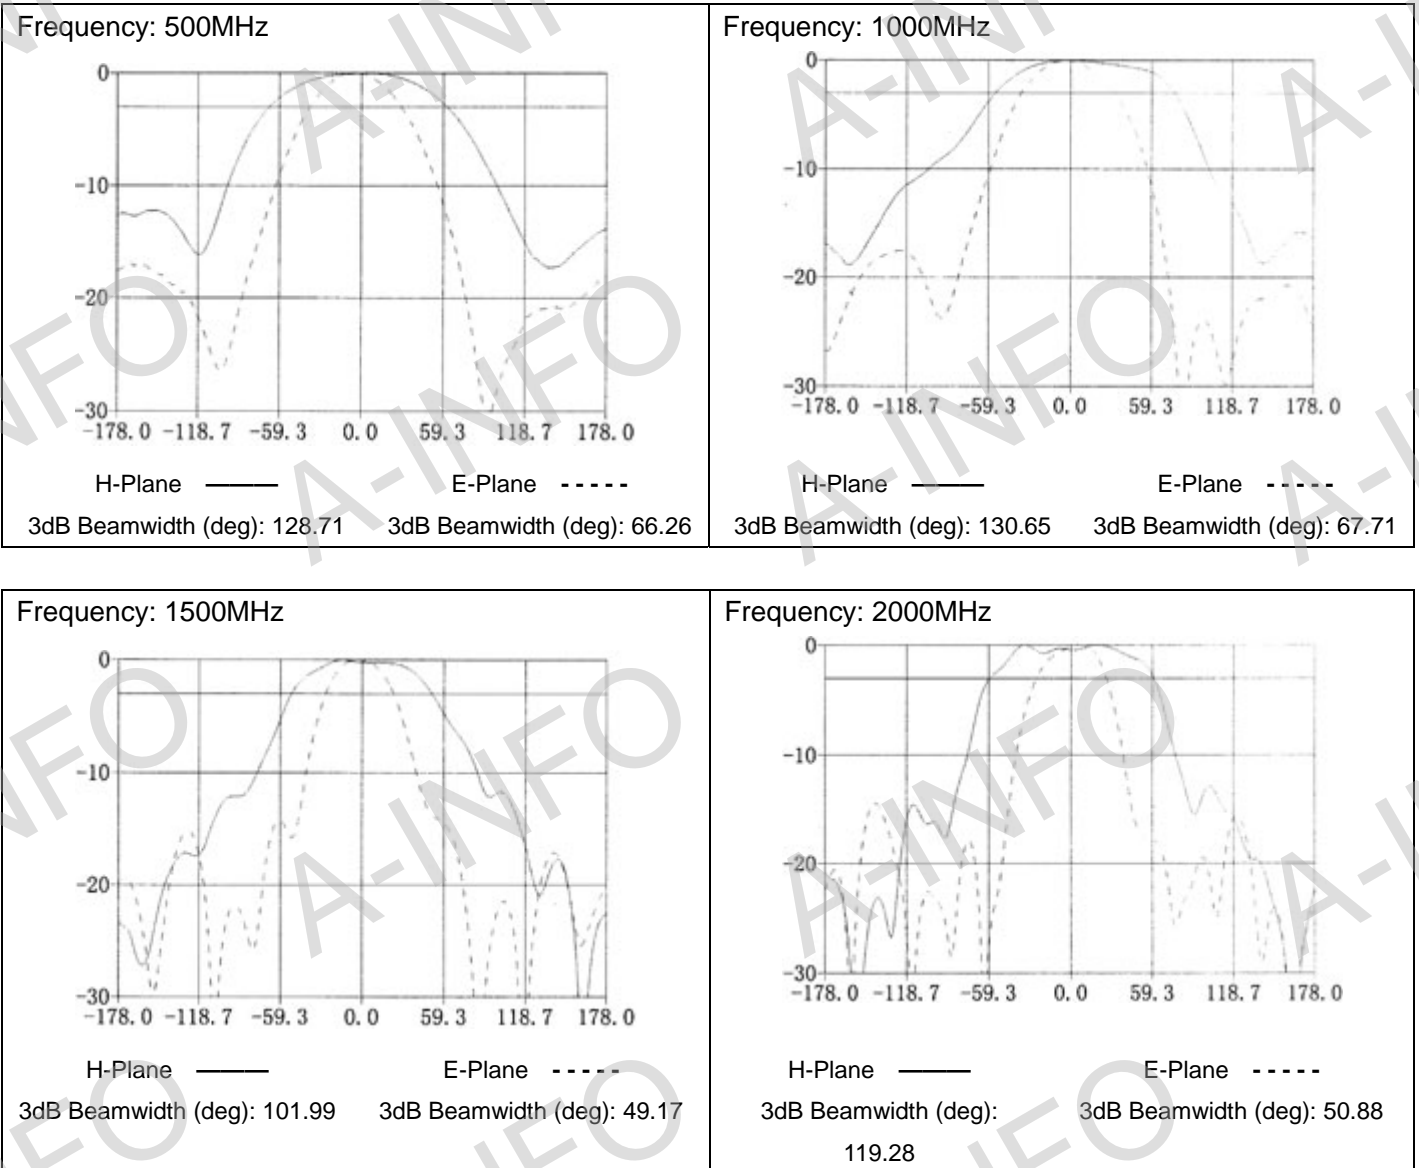 Frequency: 500MHz
0
-10
-20
-30
-178.0 -118.7 -59.3 0.0 59.3 118.7 178.0
H-Plane E-Plane
3dB Beamwidth (deg): 128.71 3dB Beamwidth (deg): 66.26
Frequency: 1000MHz
0
-10
-20
-30
-178.0 -118.7 -59.3 0.0 59.3 118.7 178.0
H-Plane E-Plane
3dB Beamwidth (deg): 130.65 3dB Beamwidth (deg): 67.71
Frequency: 1500MHz
0
-10
-20
-30
-178.0 -118.7 -59.3 0.0 59.3 118.7 178.0
H-Plane E-Plane
3dB Beamwidth (deg): 101.99 3dB Beamwidth (deg): 49.17
Frequency: 2000MHz
0
-10
-20
-30
-178.0 -118.7 -59.3 0.0 59.3 118.7 178.0
H-Plane E-Plane
3dB Beamwidth (deg): 3dB Beamwidth (deg): 50.88
119.28
A-INFO
A-INFO
A-INFO
A-INFO